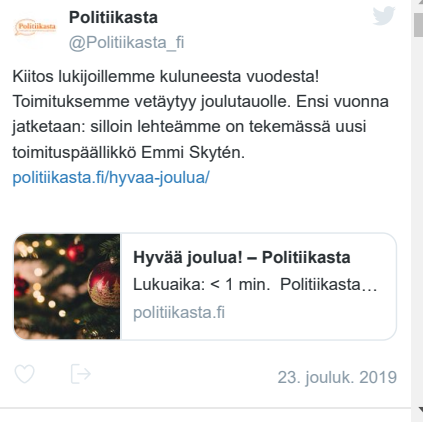 Politiikasta
Politiikasta
@Politiikasta_fi
Kiitos lukijoillemme kuluneesta vuodesta!
Toimituksemme vetäytyy joulutauolle. Ensi vuonna
jatketaan: silloin lehteämme on tekemässä uusi
toimituspäällikkö Emmi Skytén.
politiikasta.fi/hyvaa-joulua/
Hyvää joulua! – Politiikasta
Lukuaika: < 1 min. Politiikasta…
politiikasta.fi
23. jouluk. 2019